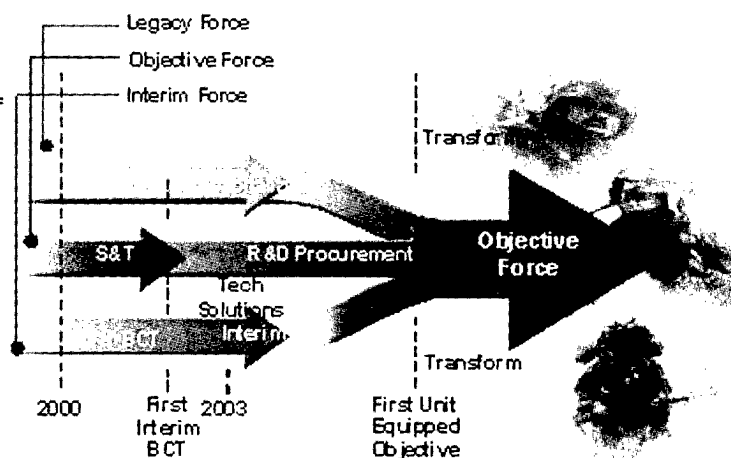 Legacy Force
Objective Force
Interim Force
Transform
S&T
R&D Procurement
Objective
Force
Tech
Solutions
Interim
BCT
Transform
2000
First
Interim
BCT
2003
First Unit
Equipped
Objective